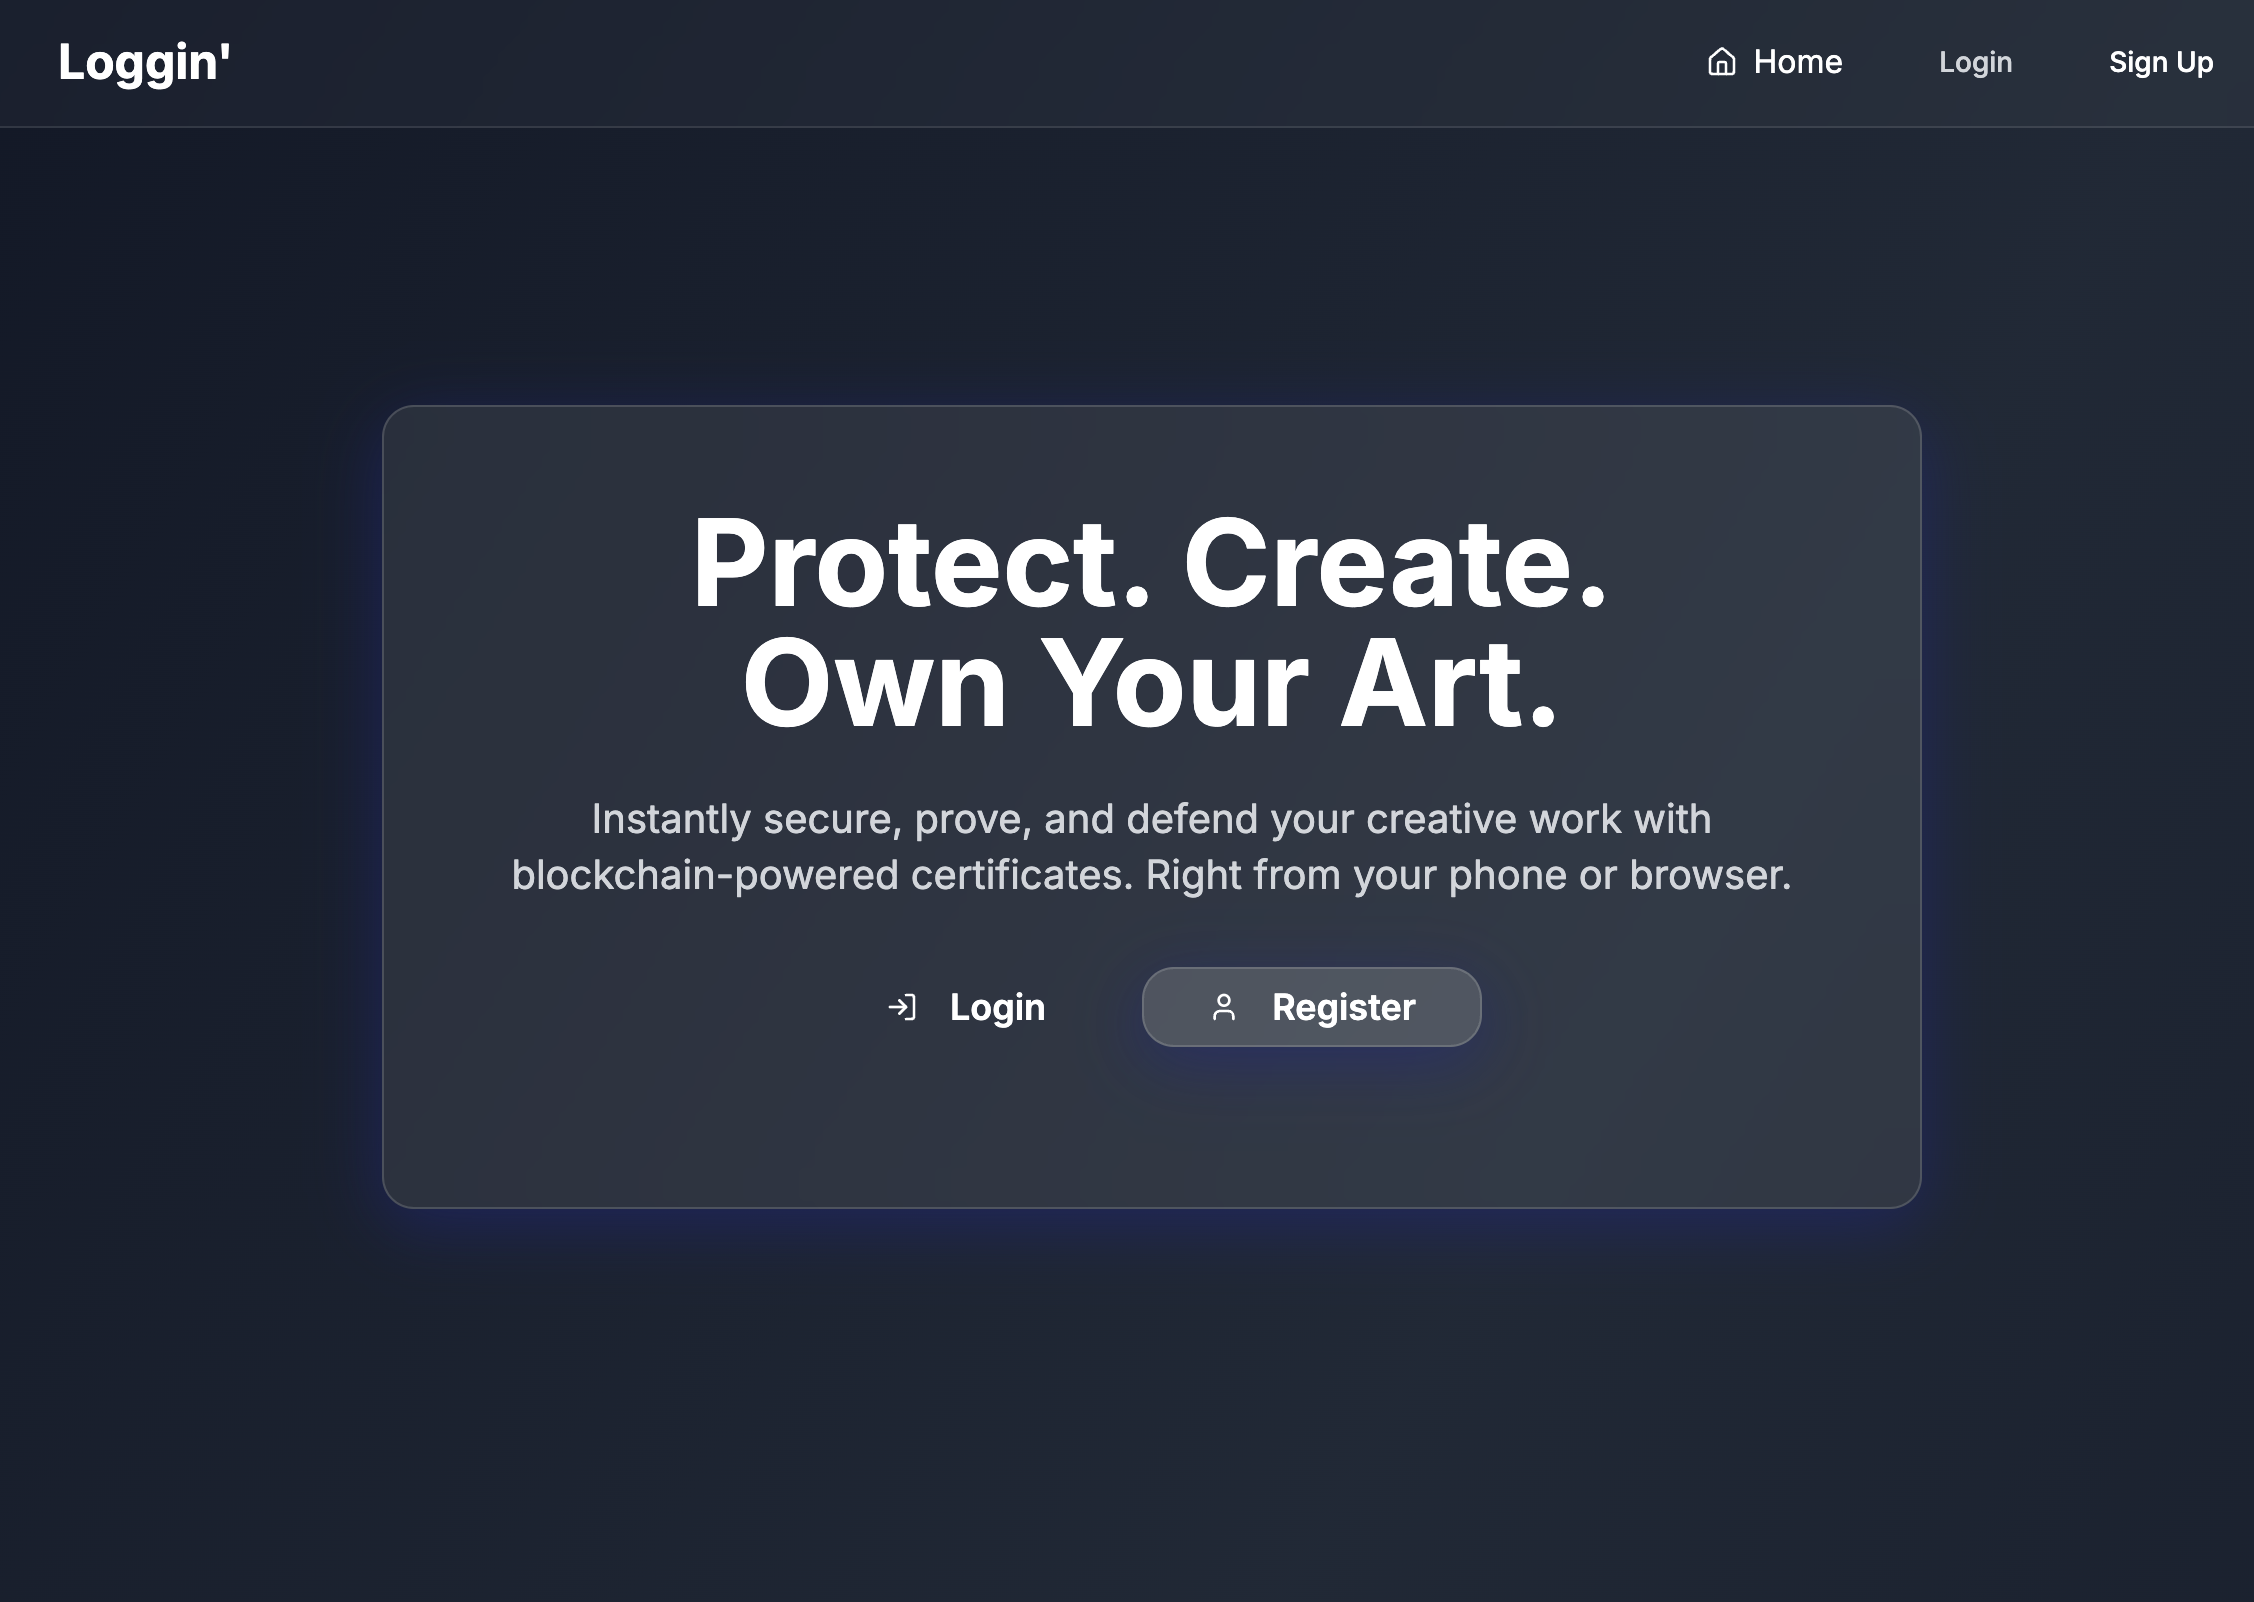 Loggin'
Home
Login
Sign Up
Protect. Create.
Own Your Art.
Instantly secure, prove, and defend your creative work with
blockchain-powered certificates. Right from your phone or browser.
Login
Register